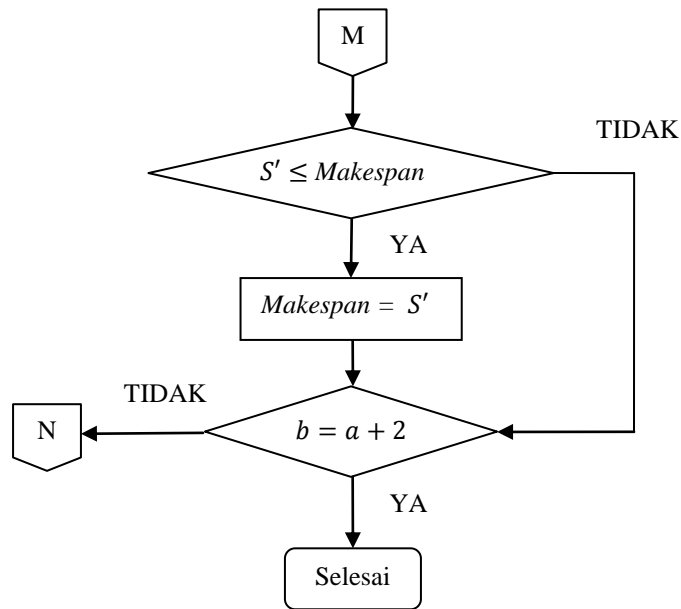 M
TIDAK
S′ ≤ Makespan
YA
Makespan = S′
TIDAK
N
b = a + 2
YA
Selesai